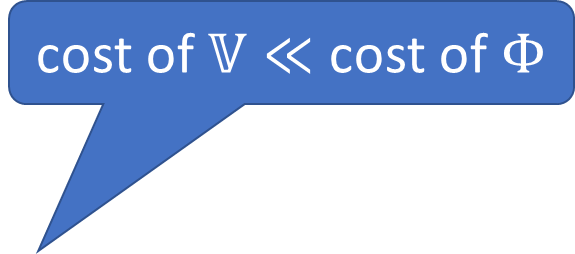 cost of 𝕍 ≪ cost of Φ